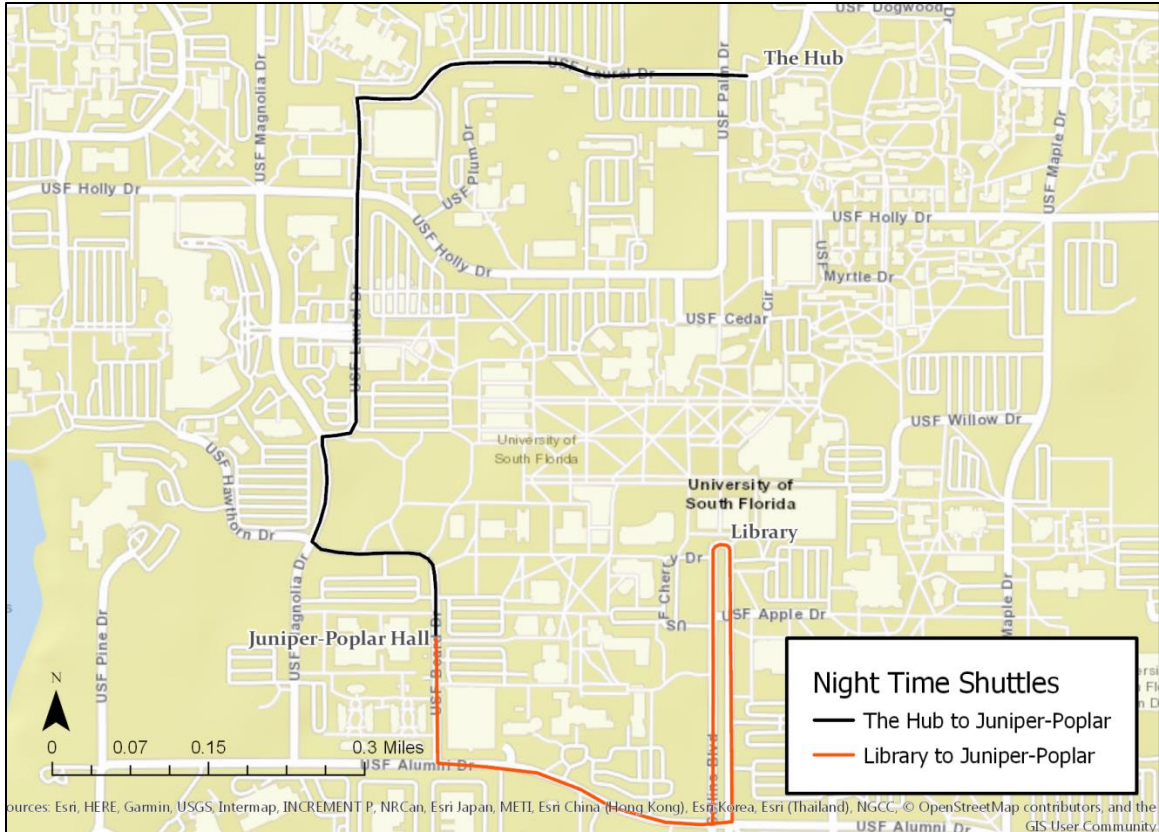 USF Dogwood
Dr
The Hub
USF Laurel Dr
USF Palm Dr
USF Magnolia Dr
USF Plum Dr
USF Maple Dr
USF Holly Dr
USF Holly Dr
USF Holly Dr
USF
Myrtle Dr
USF Laurel Dr
USF Cedar
Cir
USF Willow Dr
University of
South Florida
USF Hawthorn Dr
University of
South Florida
Library
USF Cherry Dr
USF Apple Dr
USF Magnolia Dr
Maple Dr
Juniper-Poplar Hall
USF Beard Dr
USF Pine Dr
N
0 0.07 0.15 0.3 Miles
USF Alumni Dr
Night Time Shuttles
The Hub to Juniper-Poplar
Library to Juniper-Poplar
Blvd
USF Alumni Dr
ources: Esri, HERE, Garmin, USGS, Intermap, INCREMENT P, NRCan, Esri Japan, METI, Esri China (Hong Kong), Esri Korea, Esri (Thailand), NGCC, © OpenStreetMap contributors, and the
GIS User Community